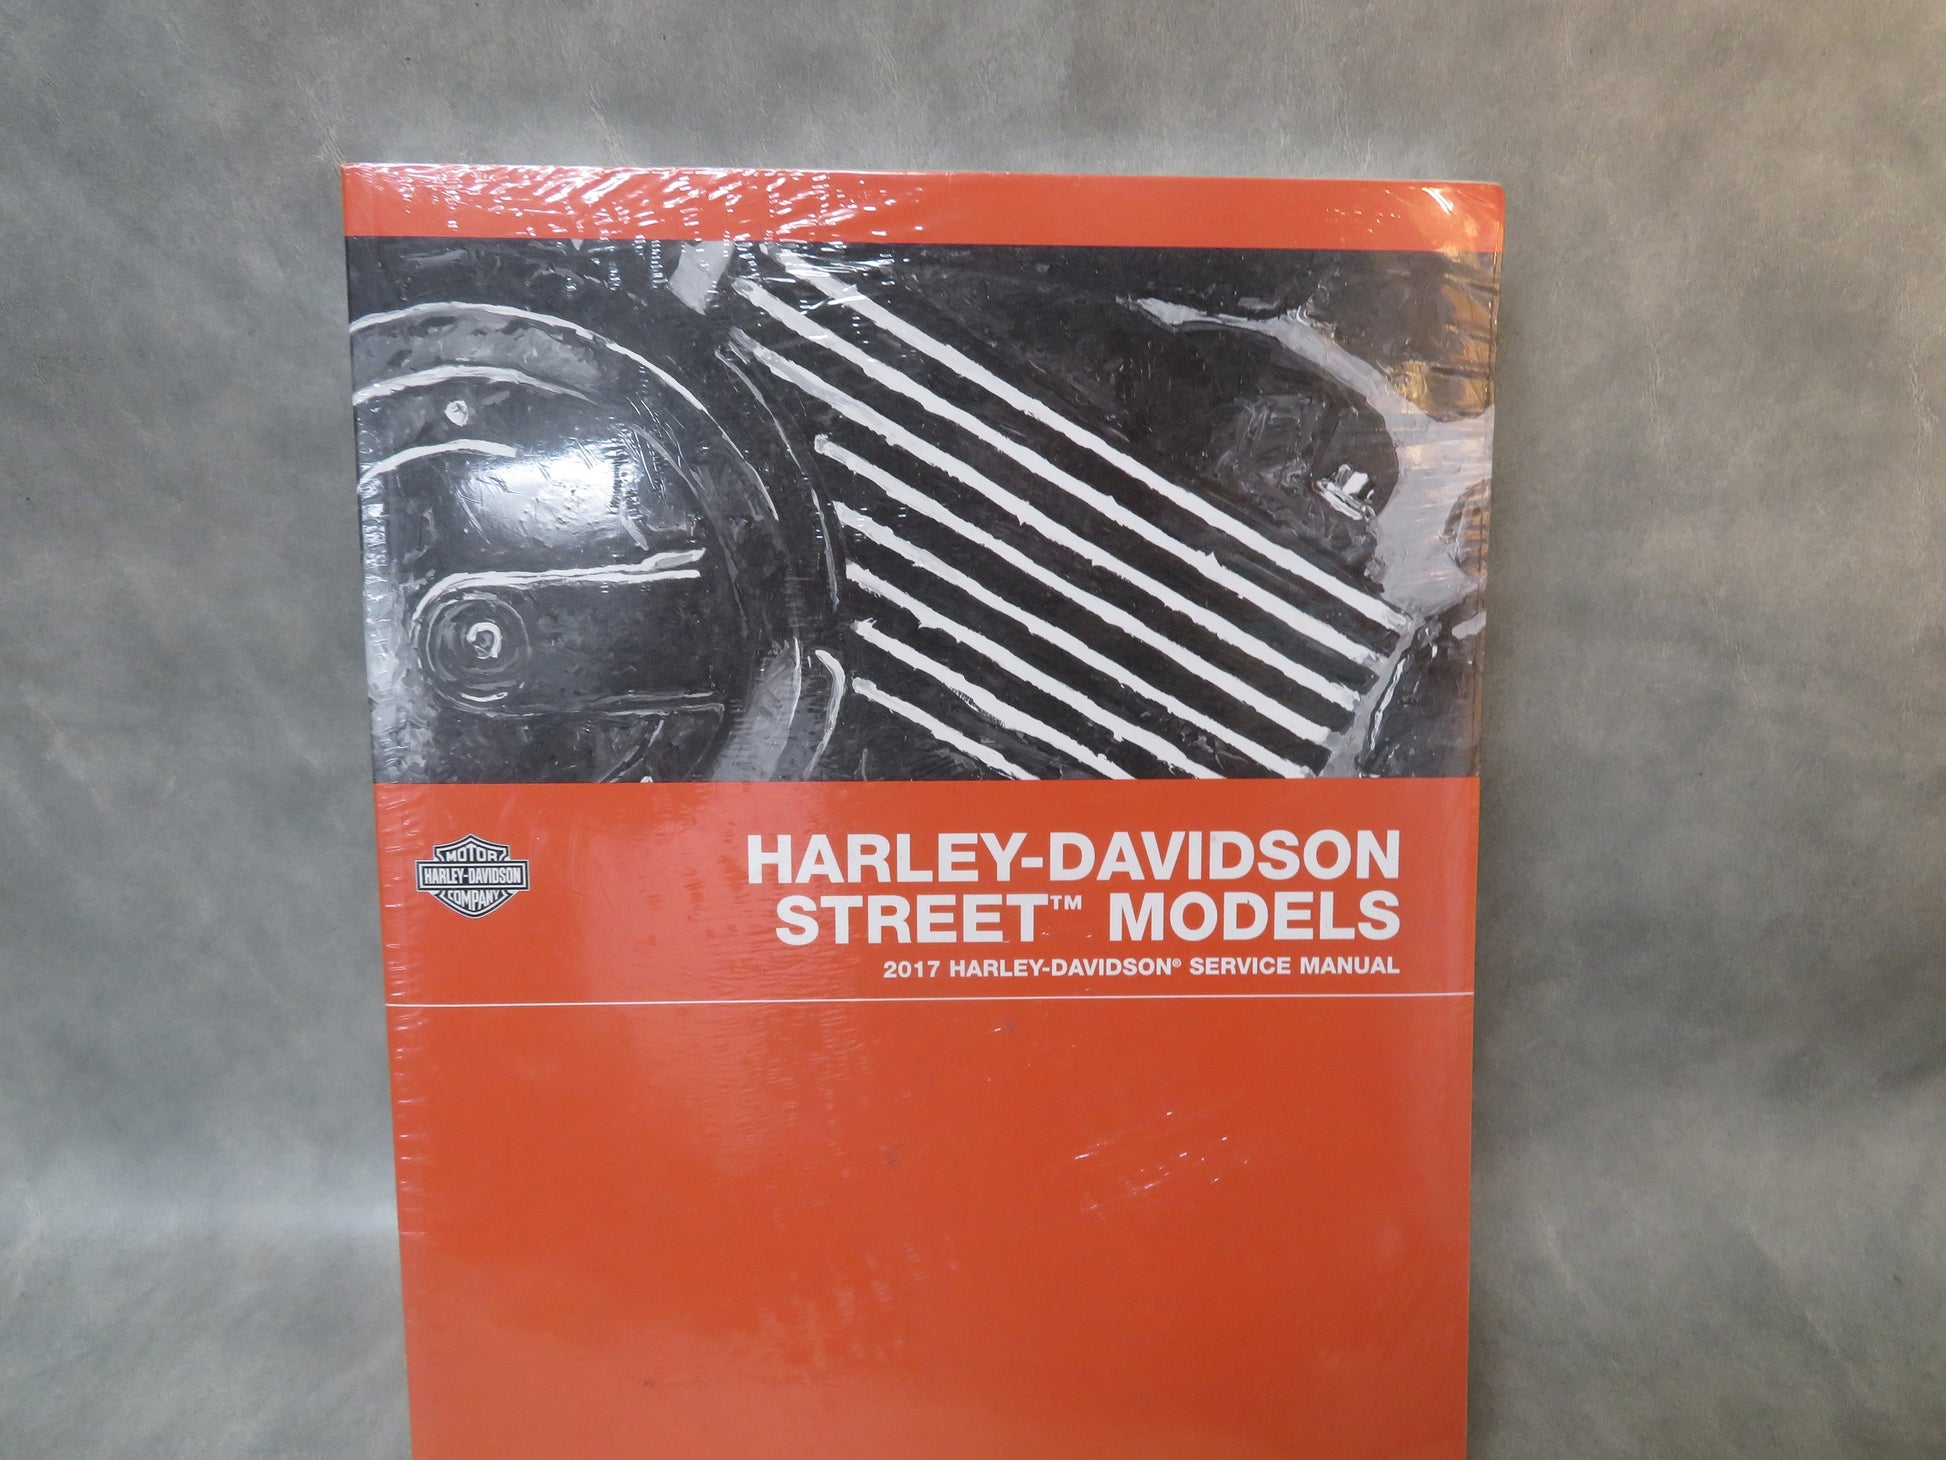 MOTOR
HARLEY-DAVIDSON
COMPANY
HARLEY-DAVIDSON
STREET™ MODELS
2017 HARLEY-DAVIDSON® SERVICE MANUAL